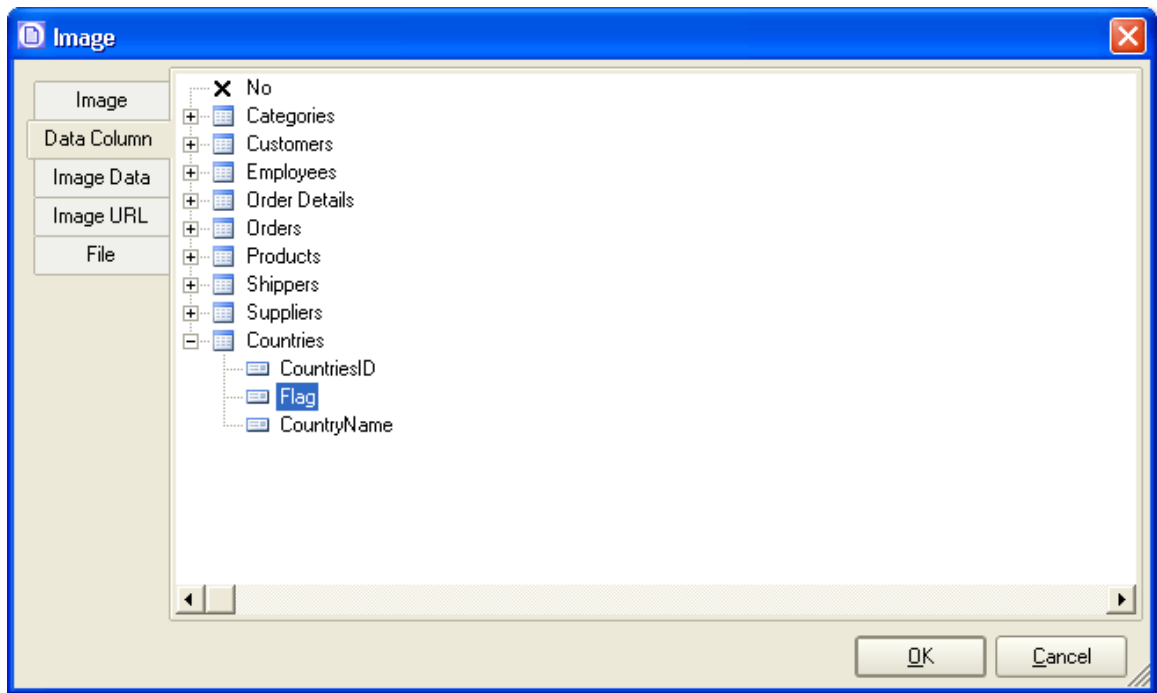 Image
Image
Data Column
Image Data
Image URL
File
No
Categories
Customers
Employees
Order Details
Orders
Products
Shippers
Suppliers
Countries
CountriesID
Flag
CountryName
OK
Cancel